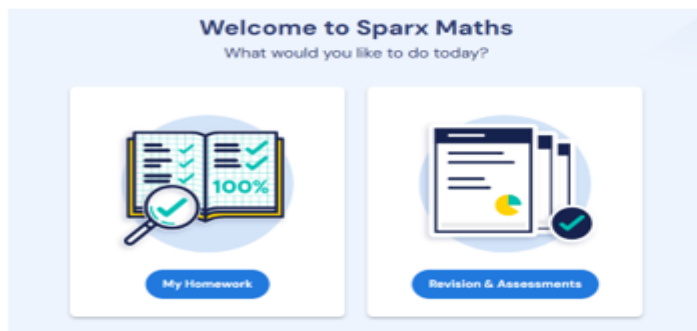 Welcome to Sparx Maths
What would you like to do today?
100%
My Homework
Revision & Assessments